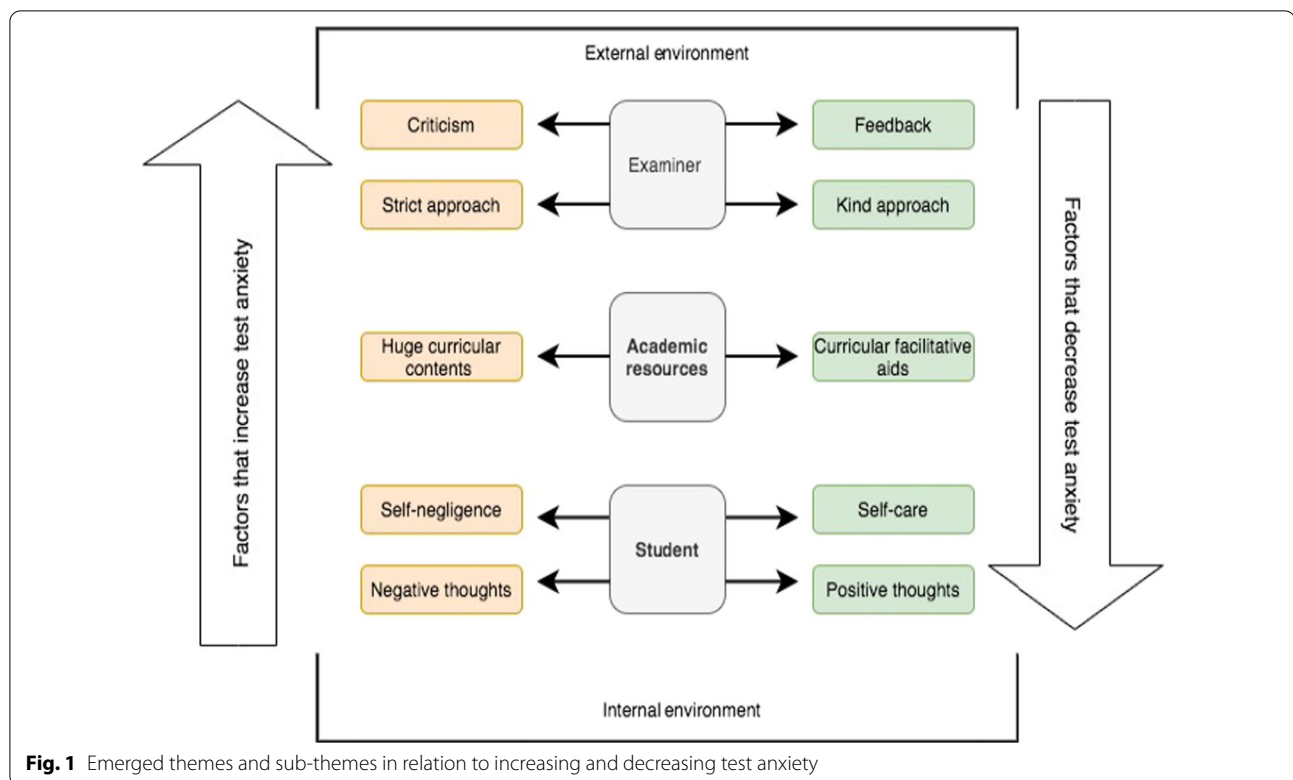 External environment
Criticism
Feedback
Examiner
Strict approach
Kind approach
Factors that increase test anxiety
Factors that decrease test anxiety
Huge curricular
contents
Academic
resources
Curricular facilitative
aids
Self-negligence
Self-care
Student
Negative thoughts
Positive thoughts
Internal environment
Fig. 1 Emerged themes and sub-themes in relation to increasing and decreasing test anxiety